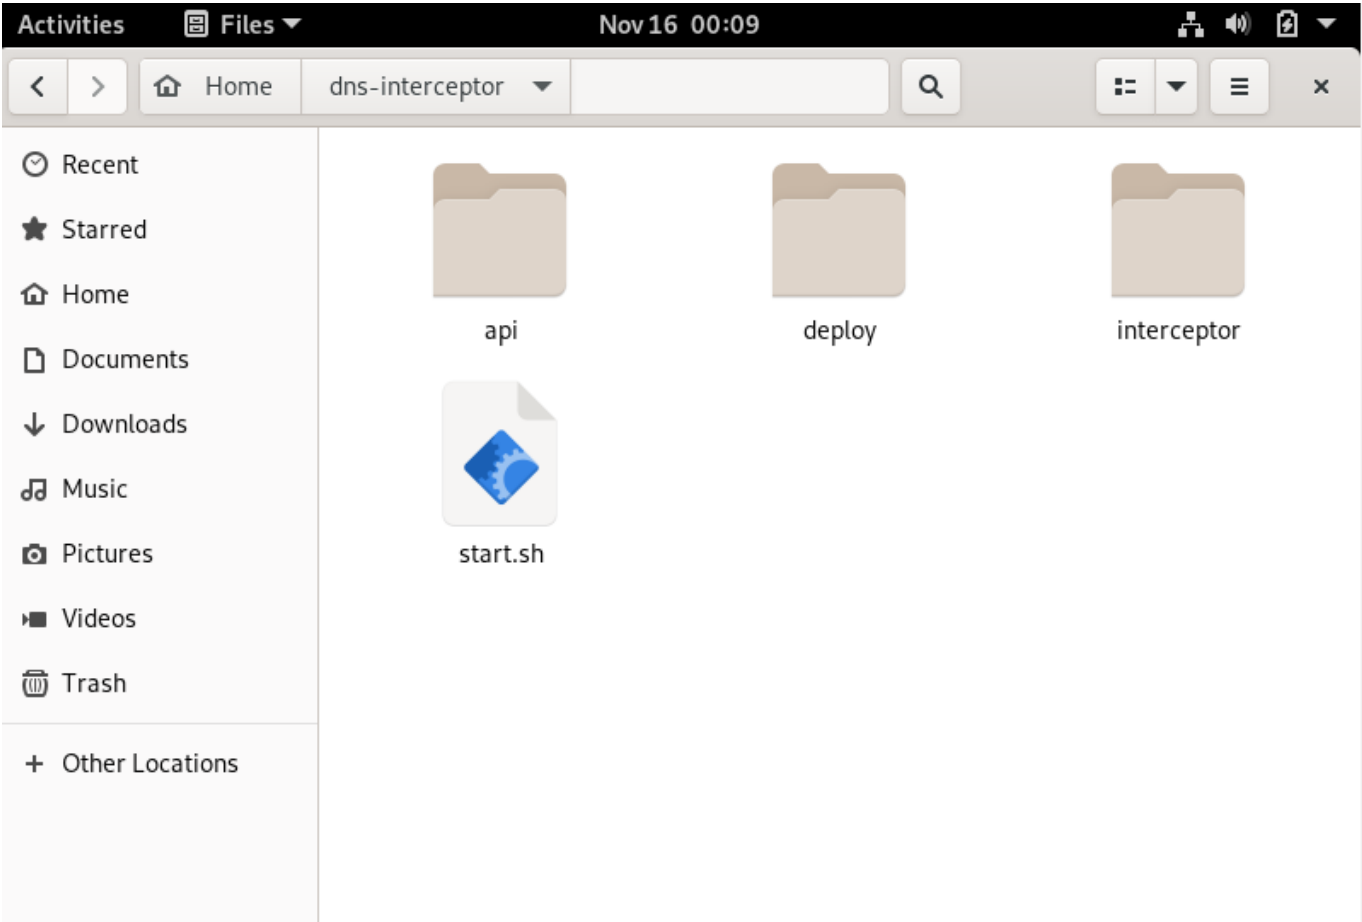 Activities Files Nov 16 00:09
Home dns-interceptor
Recent
Starred
Home
Documents
Downloads
Music
Pictures
Videos
Trash
Other Locations
api deploy interceptor
start.sh